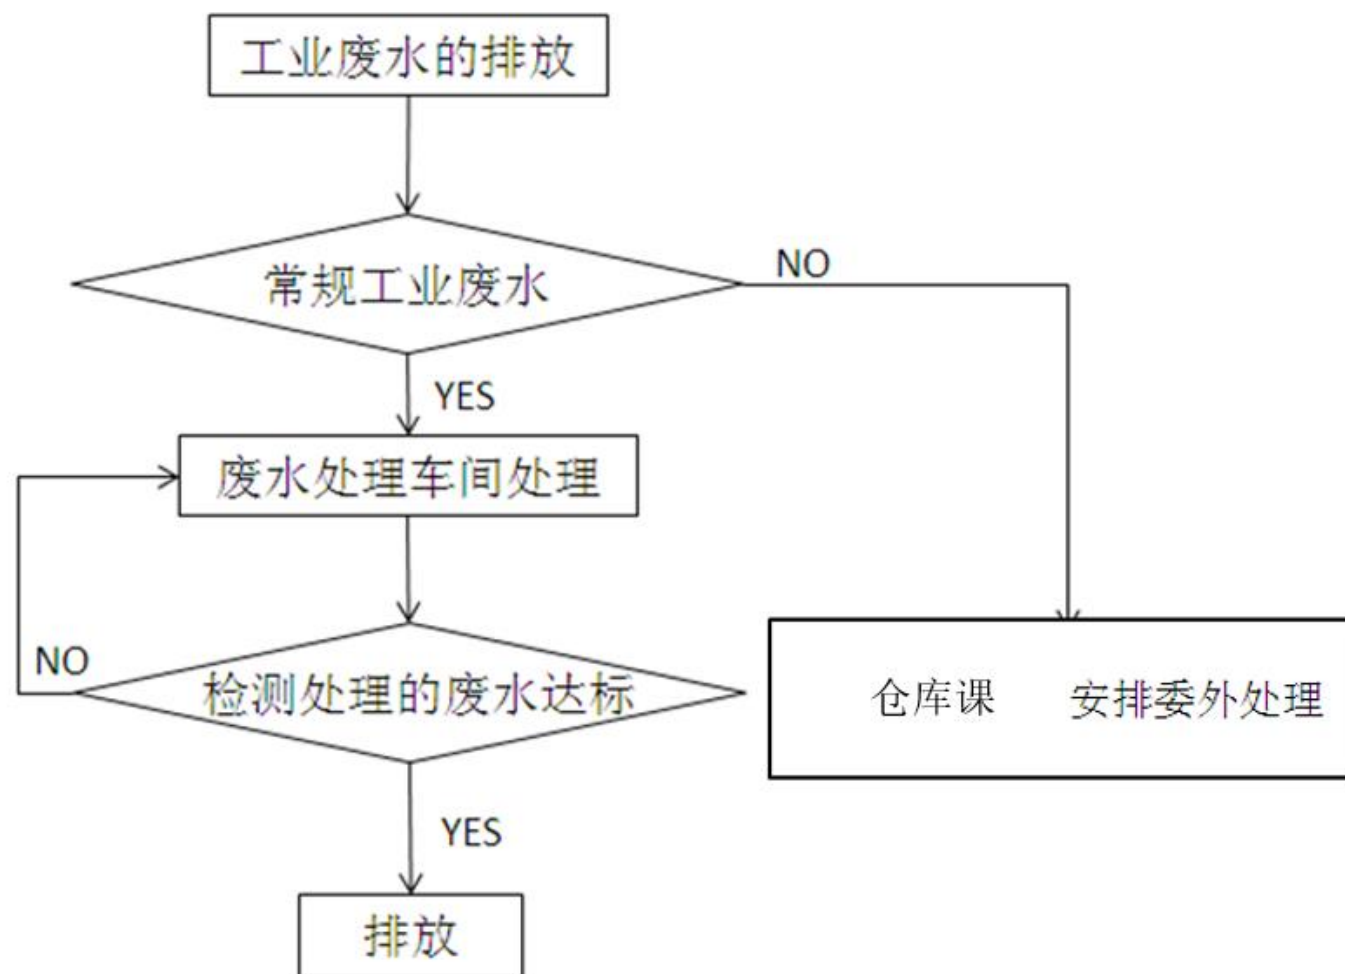 工业废水的排放
常规工业废水
NO
YES
废水处理车间处理
NO
检测处理的废水达标
仓库课 安排委外处理
YES
排放